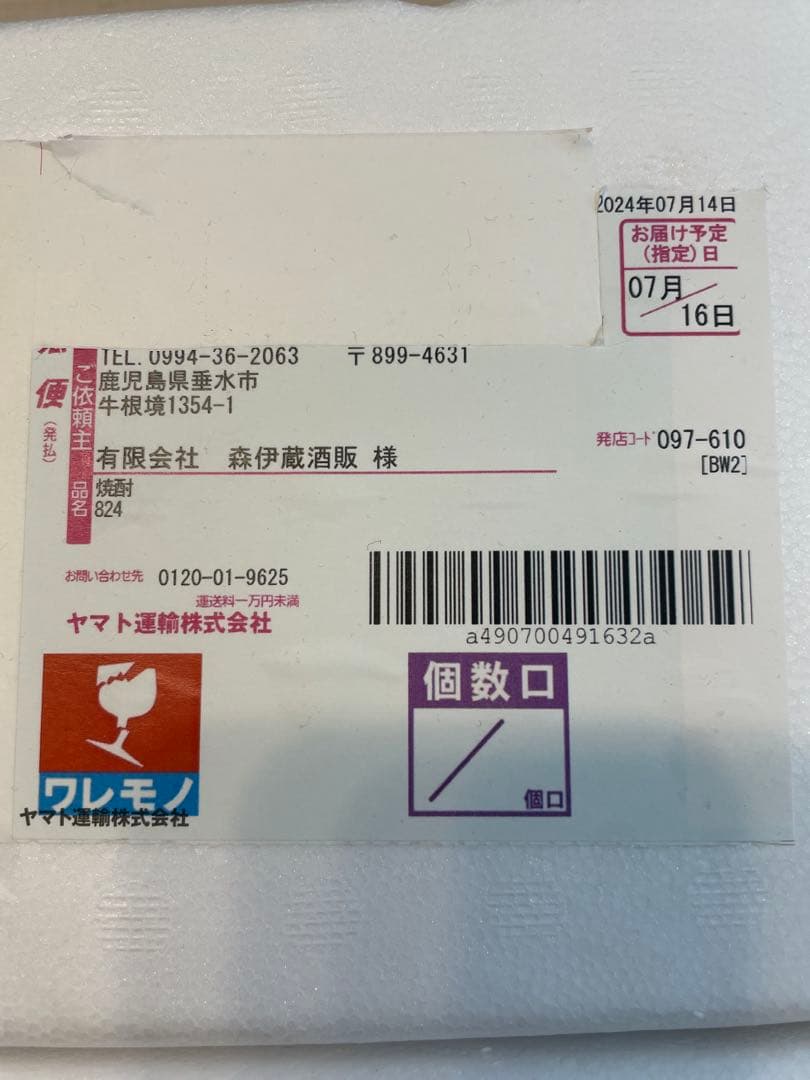 2024年07月14日
お届け予定
(指定)日
07月
16日
便
(発払)
ご依頼主
TEL. 0994-36-2063 〒899-4631
鹿児島県垂水市
牛根境1354-1
有限会社 森伊蔵酒販 様
発店コード 097-610
[BW2]
品名
焼酎
824
お問い合わせ先 0120-01-9625
運送料一万円未満
ヤマト運輸株式会社
a490700491632a
ワレモノ
ヤマト運輸株式会社
個数口
/
個口